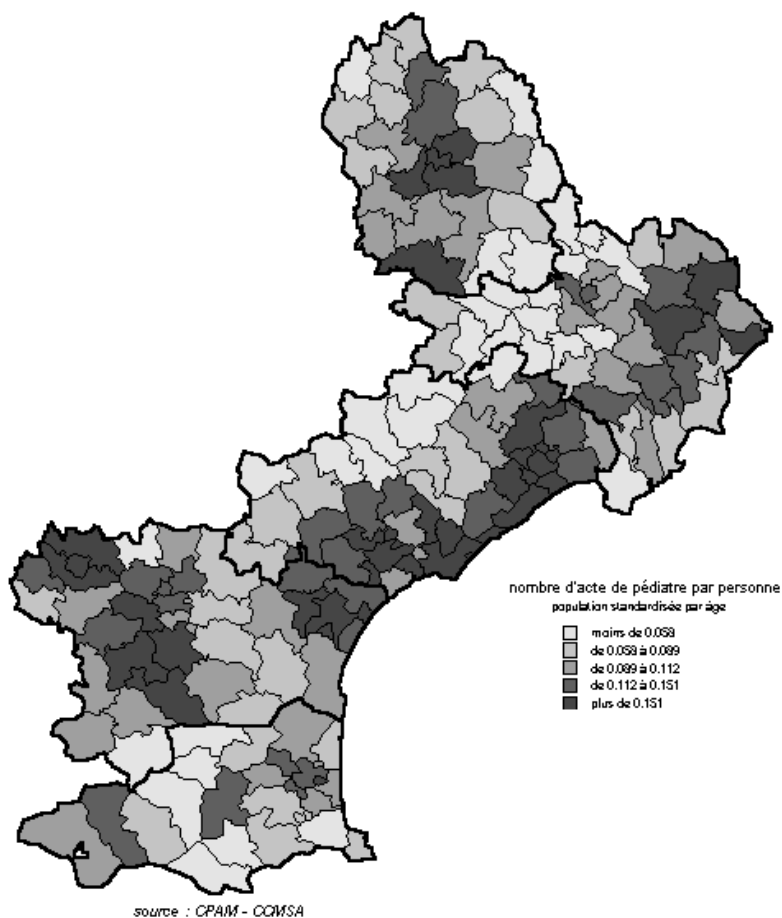 nombre d'acte de pédiatre par personne
population standardisée par âge
moins de 0.058
de 0.058 à 0.089
de 0.089 à 0.112
de 0.112 à 0.151
plus de 0.151
source : CPAM - CCMSA